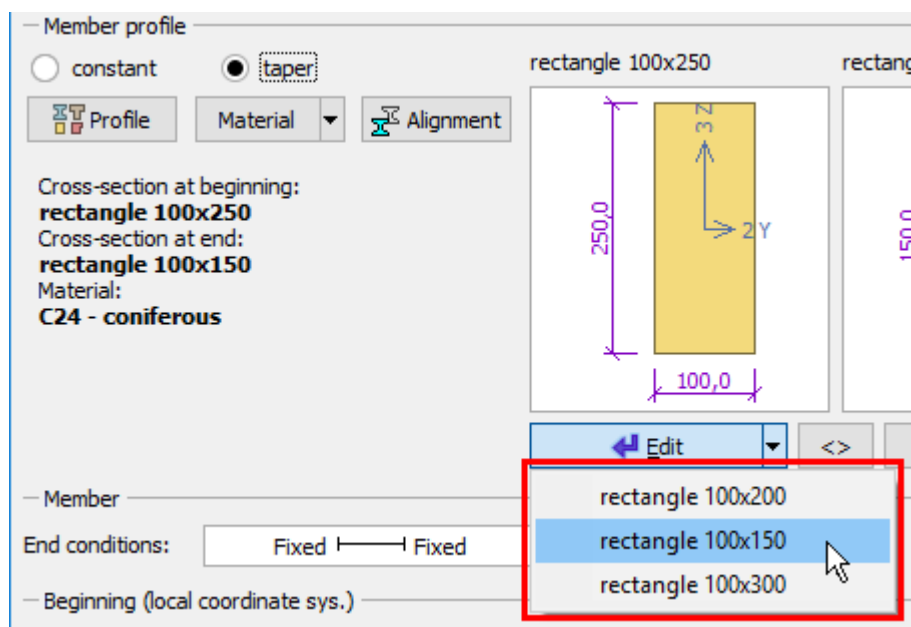 Member profile
constant
taper
rectangle 100x250
Profile
Material
Alignment
Cross-section at beginning:
rectangle 100x250
Cross-section at end:
rectangle 100x150
Material:
C24 - coniferous
3 Z
2 Y
250,0
100,0
150,0
Edit
<>
rectangle 100x200
rectangle 100x150
rectangle 100x300
Member
End conditions:
Fixed
Fixed
Beginning (local coordinate sys.)